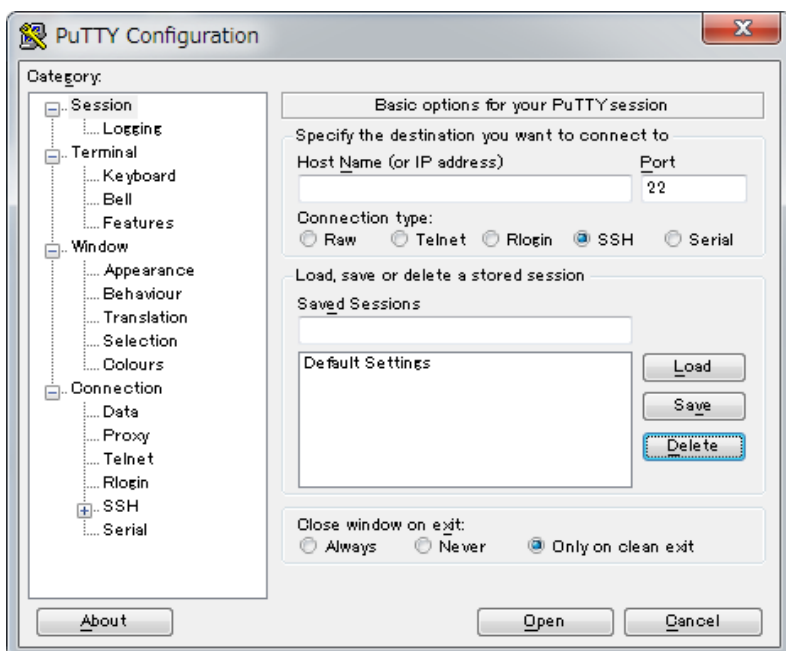 PuTTY Configuration
Category:
Session
Logging
Terminal
Keyboard
Bell
Features
Window
Appearance
Behaviour
Translation
Selection
Colours
Connection
Data
Proxy
Telnet
Rlogin
SSH
Serial
Basic options for your PuTTY session
Specify the destination you want to connect to
Host Name (or IP address) Port
22
Connection type:
Raw Telnet Rlogin SSH Serial
Load, save or delete a stored session
Saved Sessions
Default Settings
Load
Save
Delete
Close window on exit:
Always Never Only on clean exit
About Open Cancel